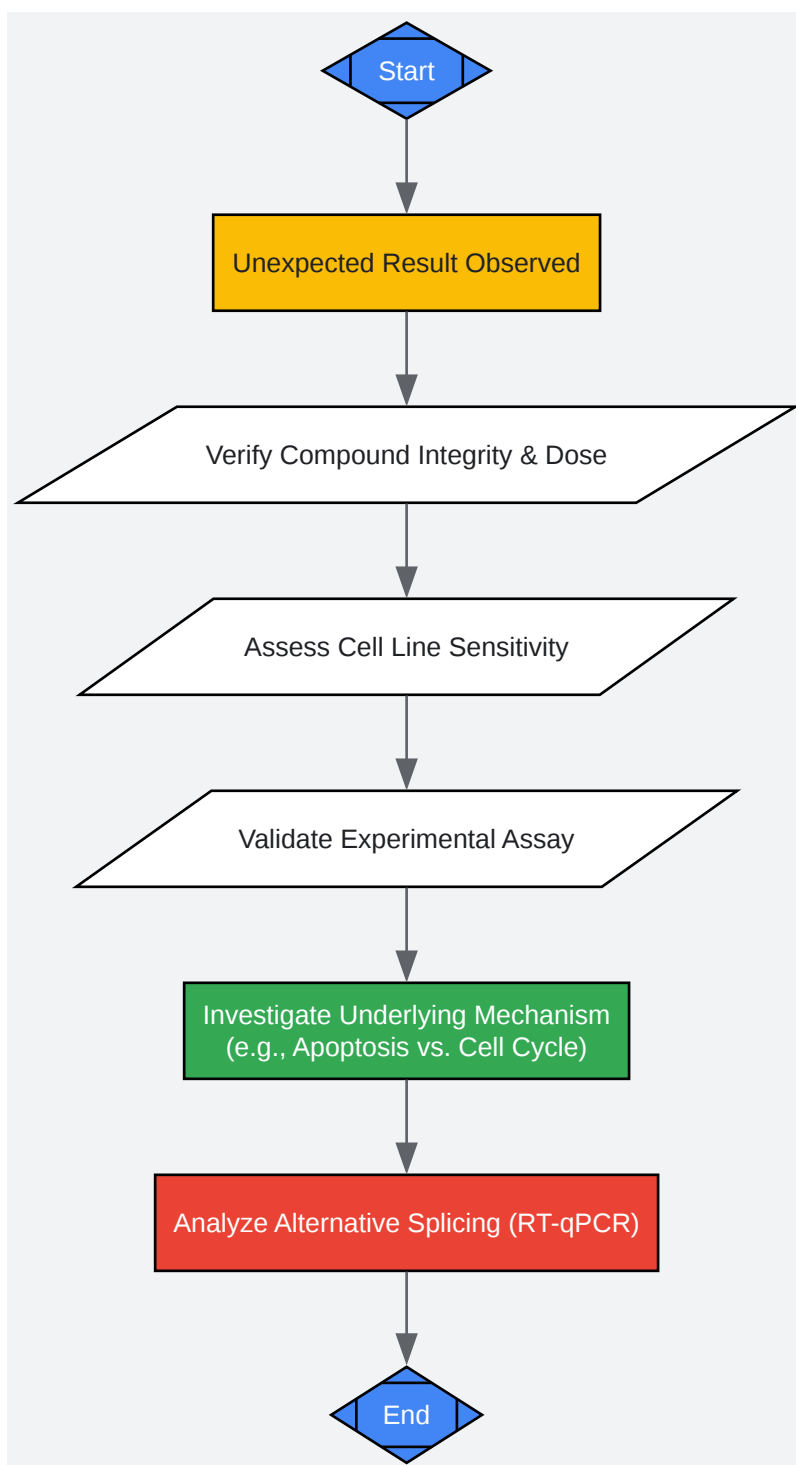 Start
Unexpected Result Observed
Verify Compound Integrity & Dose
Assess Cell Line Sensitivity
Validate Experimental Assay
Investigate Underlying Mechanism
(e.g., Apoptosis vs. Cell Cycle)
Analyze Alternative Splicing (RT-qPCR)
End